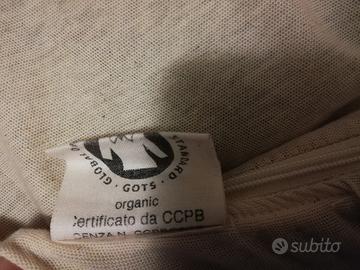 GLOBAL
STANDARD
· GOTS ·
organic
Certificato da CCPB
subito